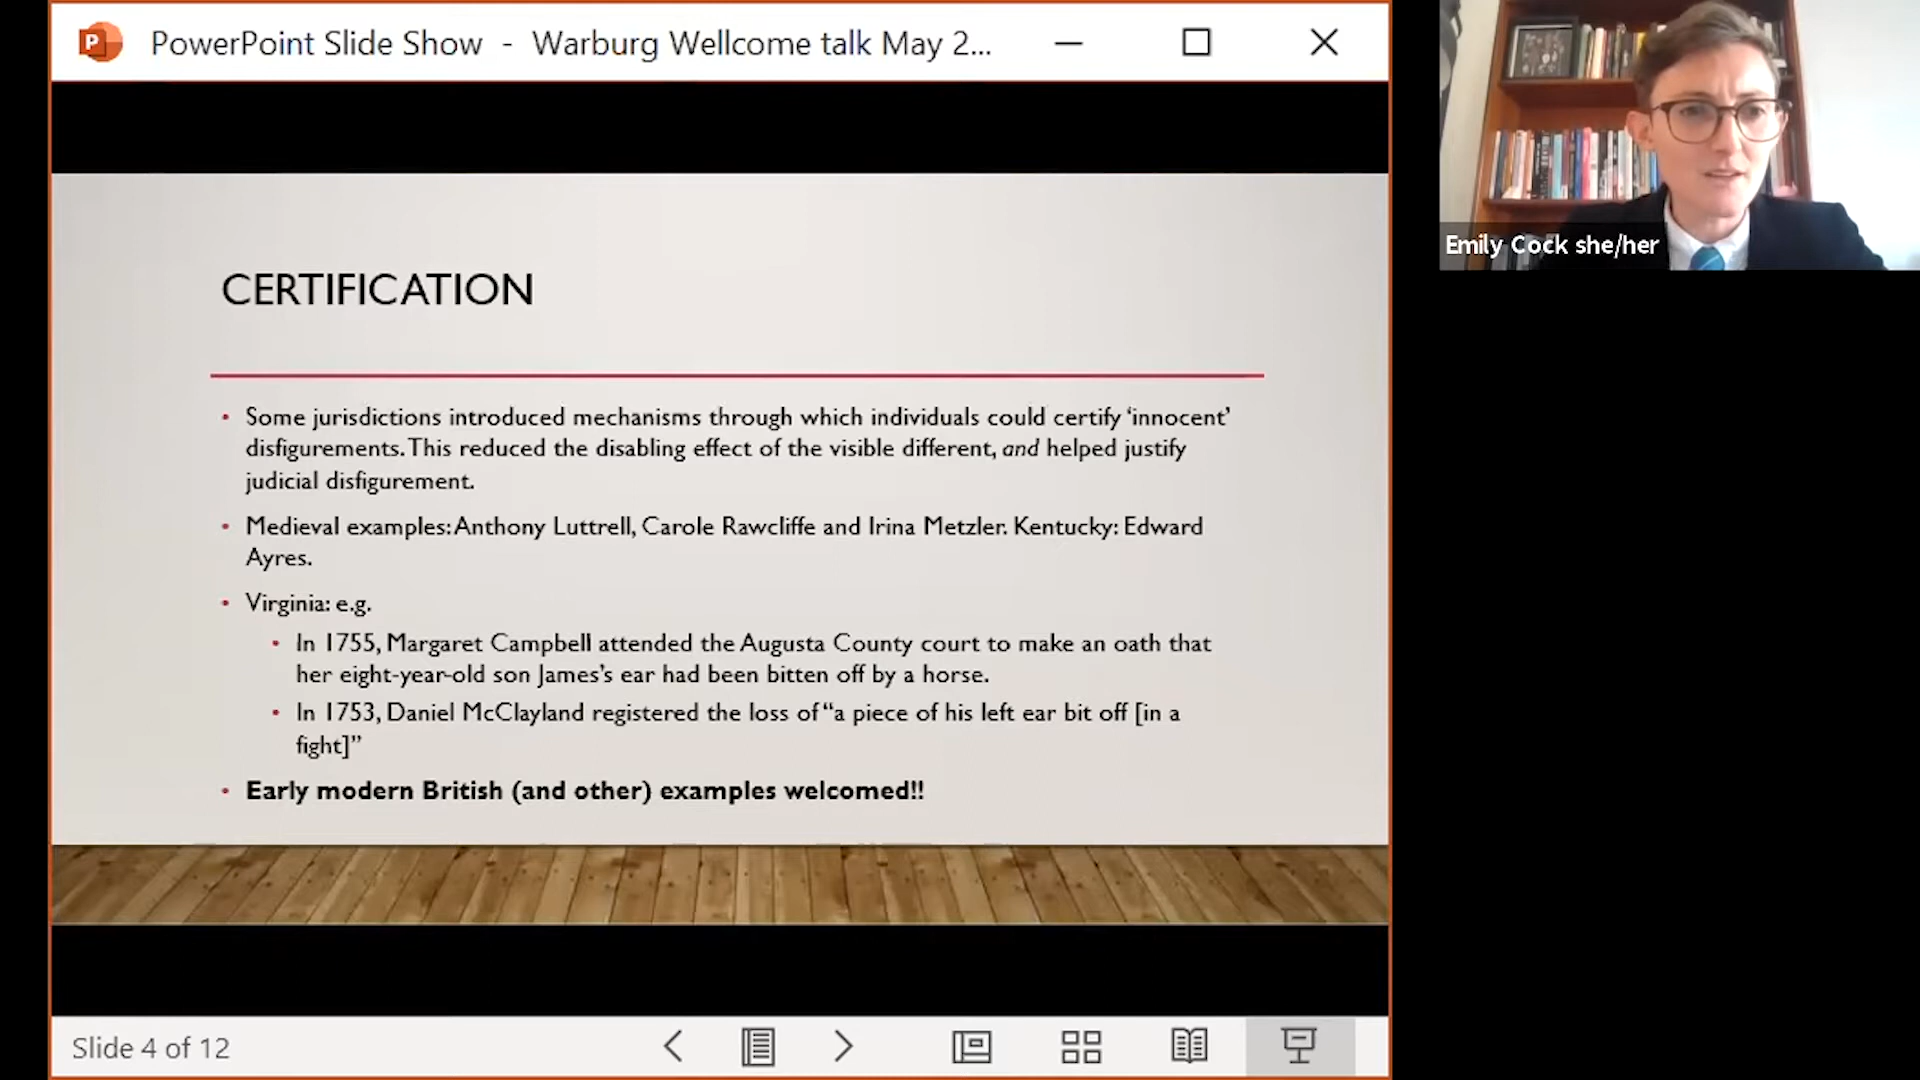 PowerPoint Slide Show - Warburg Wellcome talk May 2...
Emily Cock she/her
CERTIFICATION
• Some jurisdictions introduced mechanisms through which individuals could certify ‘innocent’
disfigurements. This reduced the disabling effect of the visible different, and helped justify
judicial disfigurement.
• Medieval examples: Anthony Luttrell, Carole Rawcliffe and Irina Metzler. Kentucky: Edward
Ayres.
• Virginia: e.g.
• In 1755, Margaret Campbell attended the Augusta County court to make an oath that
her eight-year-old son James’s ear had been bitten off by a horse.
• In 1753, Daniel McClayland registered the loss of “a piece of his left ear bit off [in a
fight]”
• Early modern British (and other) examples welcomed!!
Slide 4 of 12